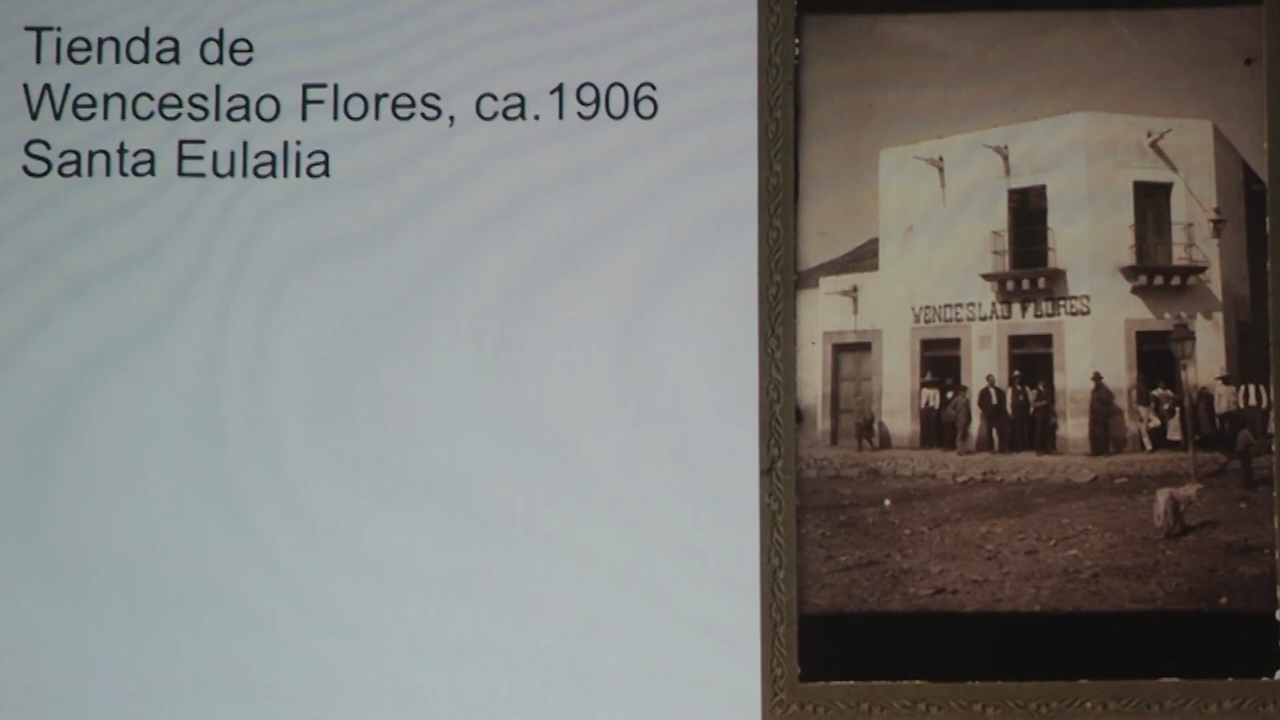 Tienda de
Wenceslao Flores, ca.1906
Santa Eulalia
WENCESLAO FLORES